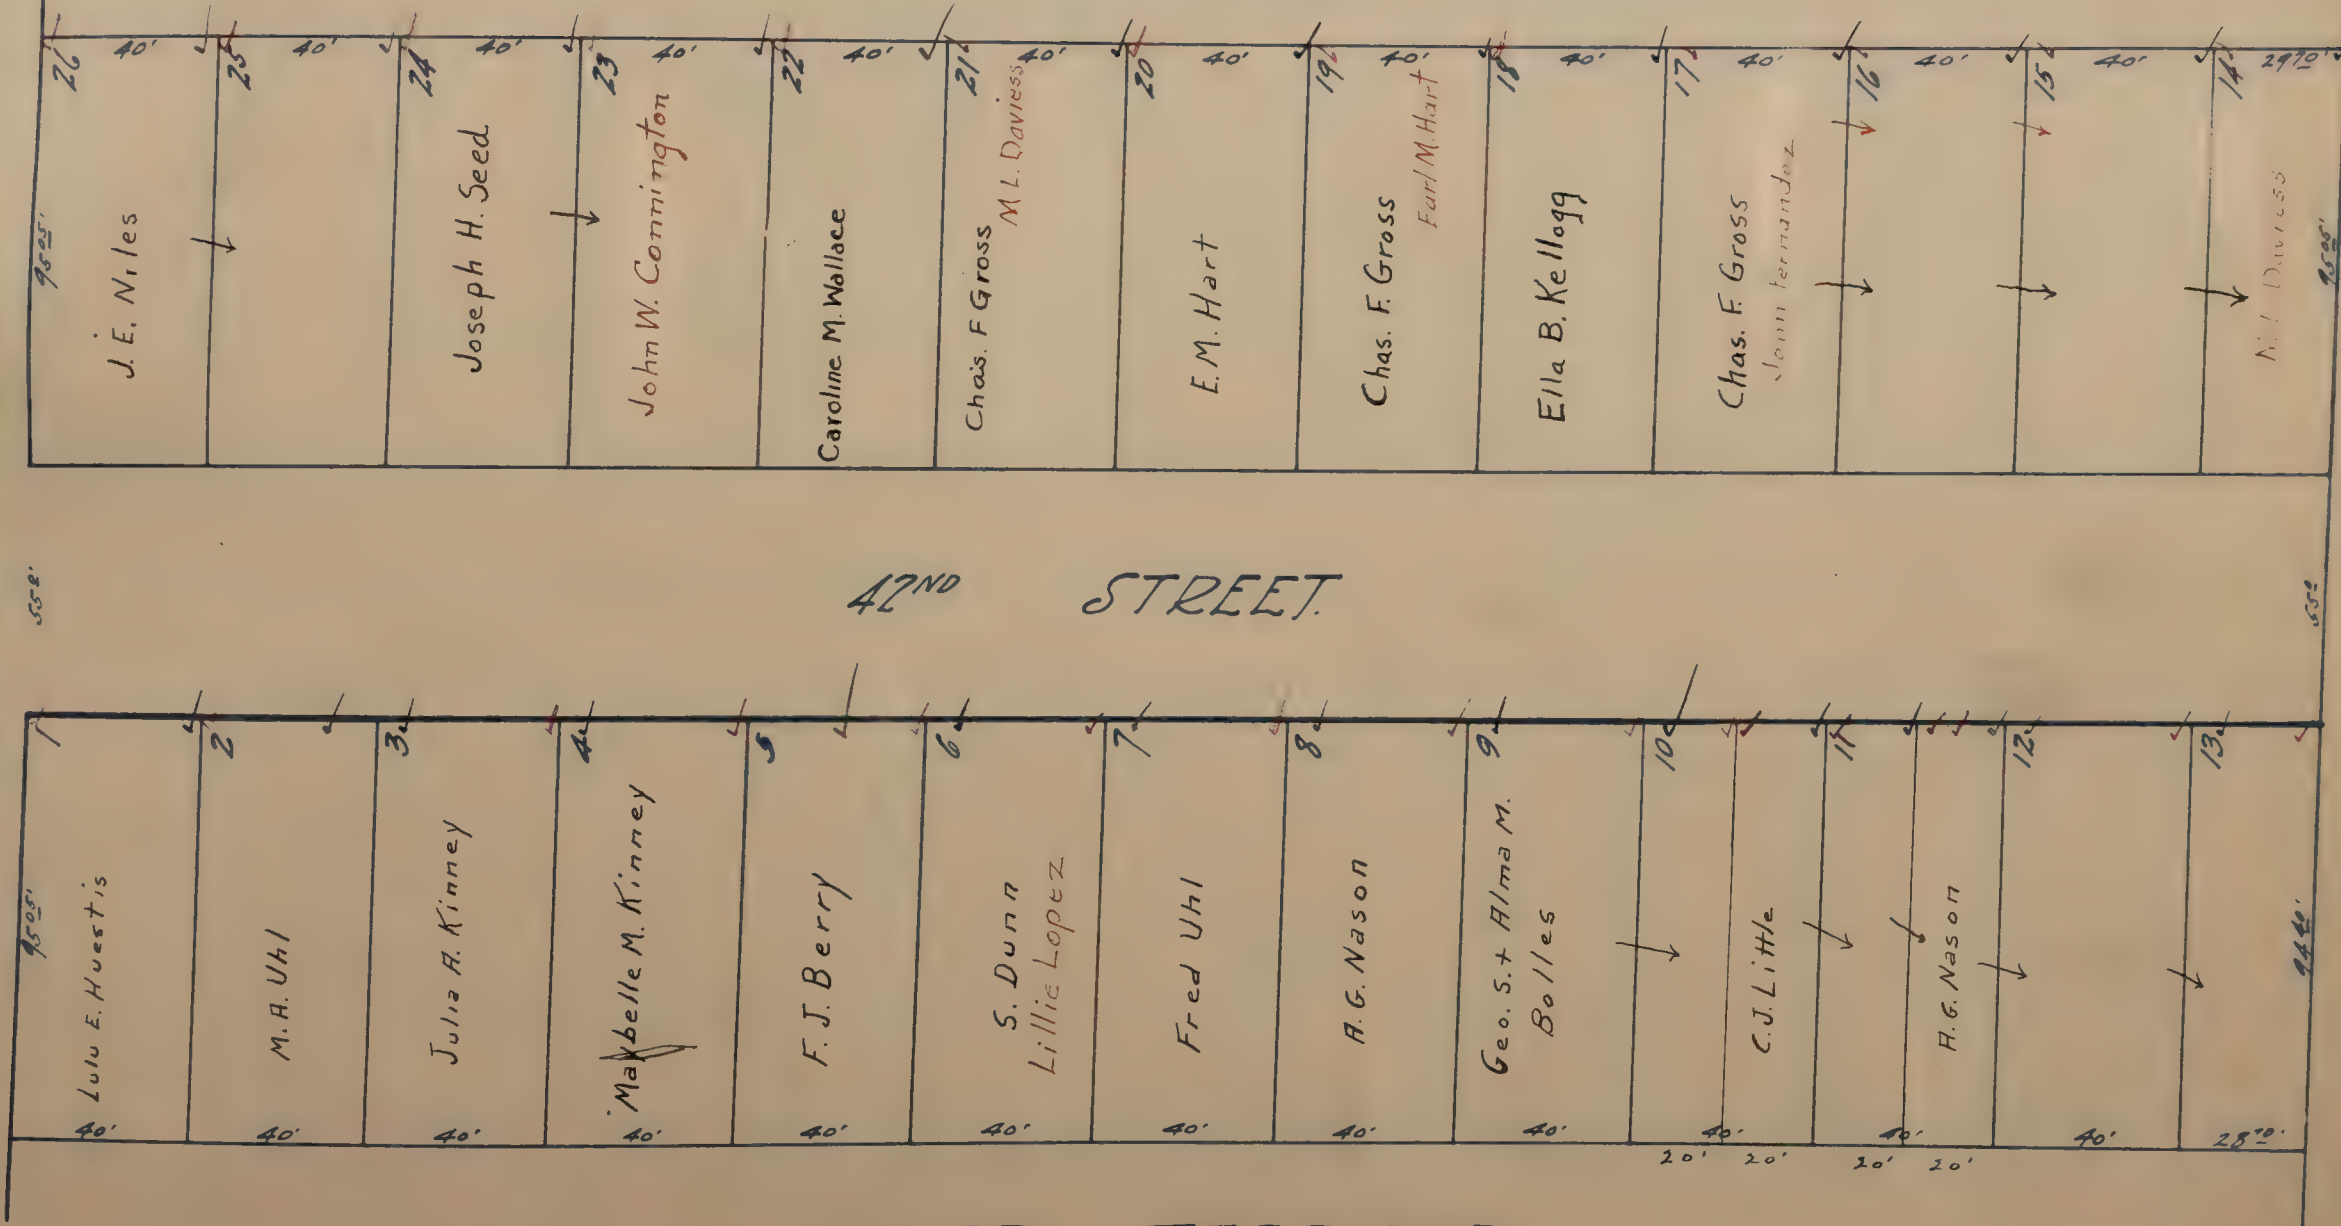 26 40' 25 40' 24 40' 23 40' 22 40' 21 40' 20 40' 19 40' 18 40' 17 40' 16 40' 15 40' 14 29 70'
95 05'
J. E. Niles
Joseph H. Seed.
John W. Connington
Caroline M. Wallace
Chas. F Gross
M L. Daviess
E. M. Hart
Chas. F. Gross
Earl M. Hart
Ella B. Kellogg
Chas. F. Gross
95 05'
55 0'
42ND STREET.
55 0'
1 2 3 4 5 6 7 8 9 10 11 12 13
95 05'
Lulu E. Huestis
M. A. Uhl
Julia A. Kinney
Maybelle M. Kinney
F. J. Berry
S. Dunn
Lillie Lopez
Fred Uhl
A. G. Nason
Geo. S. + Alma M.
Bolles
C. J. Little
A. G. Nason
94 40'
40' 40' 40' 40' 40' 40' 40' 40' 40' 40' 40' 40' 28 70'
20' 20' 20' 20'